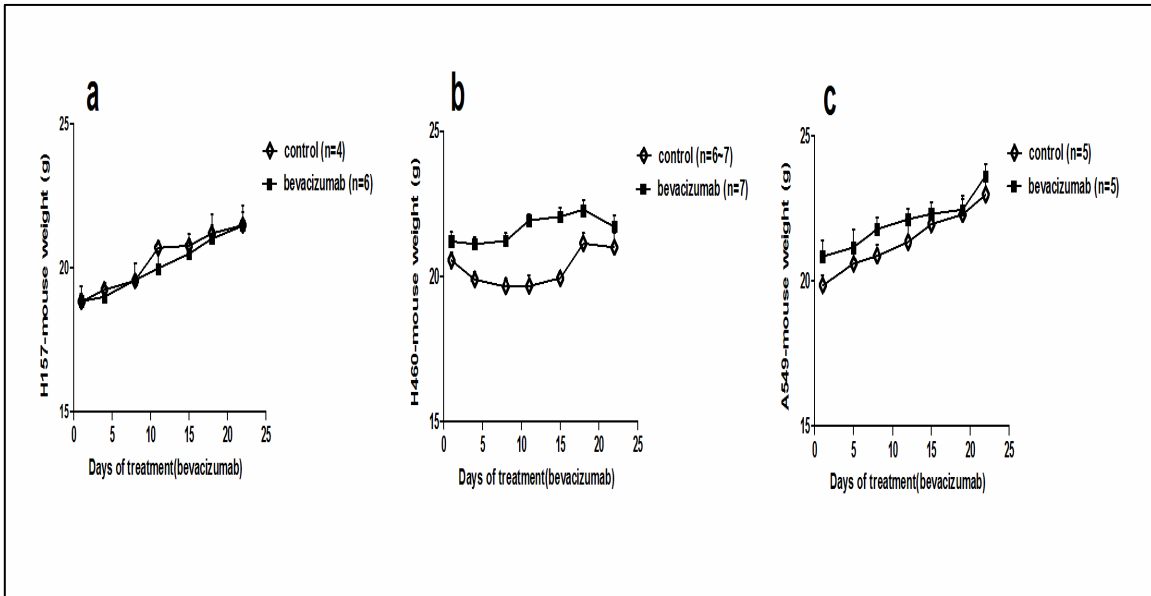 a
25
20
15
H157-mouse weight (g)
control (n=4)
bevacizumab (n=6)
0 5 10 15 20 25
Days of treatment(bevacizumab)
b
25
20
15
H460-mouse weight (g)
control (n=6~7)
bevacizumab (n=7)
0 5 10 15 20 25
Days of treatment(bevacizumab)
c
25
20
15
A549-mouse weight (g)
control (n=5)
bevacizumab (n=5)
0 5 10 15 20 25
Days of treatment(bevacizumab)